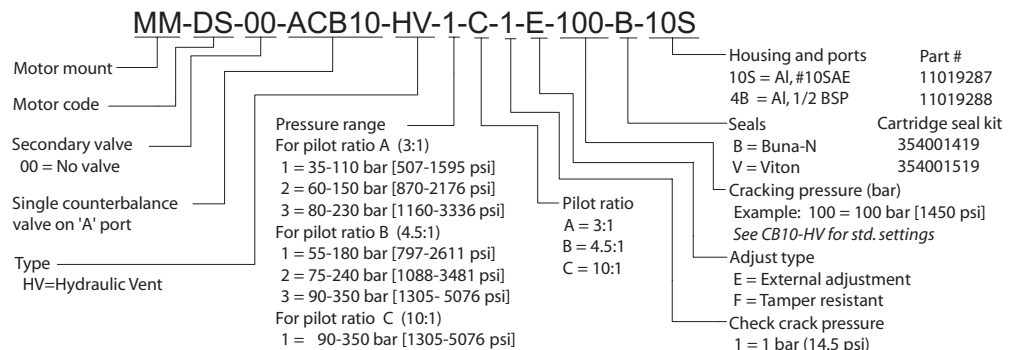 MM-DS-00-ACB10-HV-1-C-1-E-100-B-10S
Motor mount
Motor code
Secondary valve
00 = No valve
Single counterbalance
valve on 'A' port
Type
HV=Hydraulic Vent
Pressure range
For pilot ratio A (3:1)
1 = 35-110 bar [507-1595 psi]
2 = 60-150 bar [870-2176 psi]
3 = 80-230 bar [1160-3336 psi]
For pilot ratio B (4.5:1)
1 = 55-180 bar [797-2611 psi]
2 = 75-240 bar [1088-3481 psi]
3 = 90-350 bar [1305- 5076 psi]
For pilot ratio C (10:1)
1 = 90-350 bar [1305-5076 psi]
Pilot ratio
A = 3:1
B = 4.5:1
C = 10:1
Housing and ports Part #
10S = Al, #10SAE 11019287
4B = Al, 1/2 BSP 11019288
Seals Cartridge seal kit
B = Buna-N 354001419
V = Viton 354001519
Cracking pressure (bar)
Example: 100 = 100 bar [1450 psi]
See CB10-HV for std. settings
Adjust type
E = External adjustment
F = Tamper resistant
Check crack pressure
1 = 1 bar (14.5 psi)